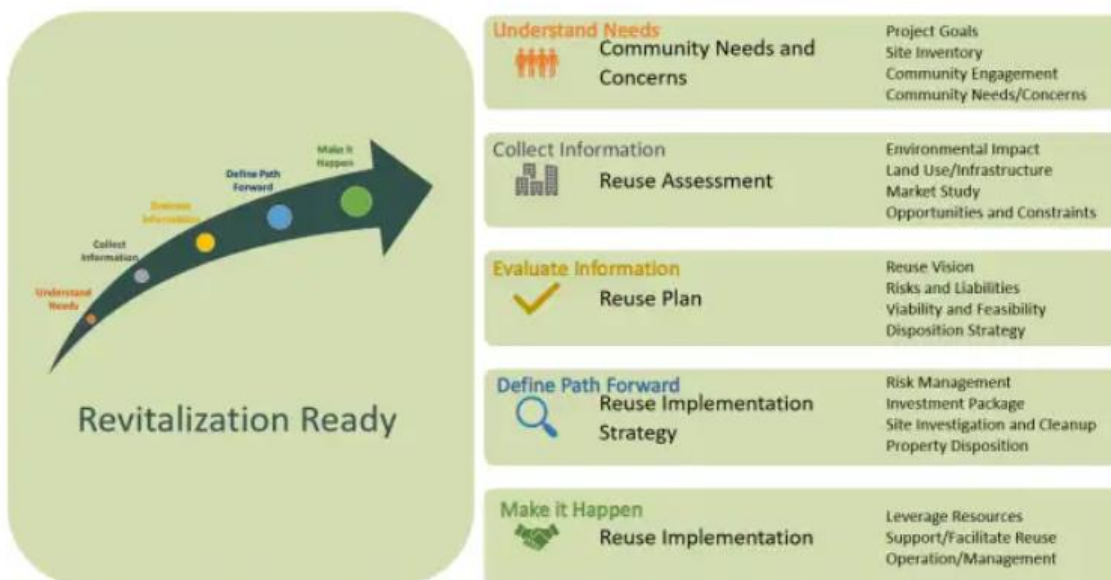 Make it
Happen
Define Path
Forward
Evaluate
Information
Collect
Information
Understand
Needs
Revitalization Ready
Understand Needs
Community Needs and
Concerns
Project Goals
Site Inventory
Community Engagement
Community Needs/Concerns
Collect Information
Reuse Assessment
Environmental Impact
Land Use/Infrastructure
Market Study
Opportunities and Constraints
Evaluate Information
Reuse Plan
Reuse Vision
Risks and Liabilities
Viability and Feasibility
Disposition Strategy
Define Path Forward
Reuse Implementation
Strategy
Risk Management
Investment Package
Site Investigation and Cleanup
Property Disposition
Make it Happen
Reuse Implementation
Leverage Resources
Support/Facilitate Reuse
Operation/Management